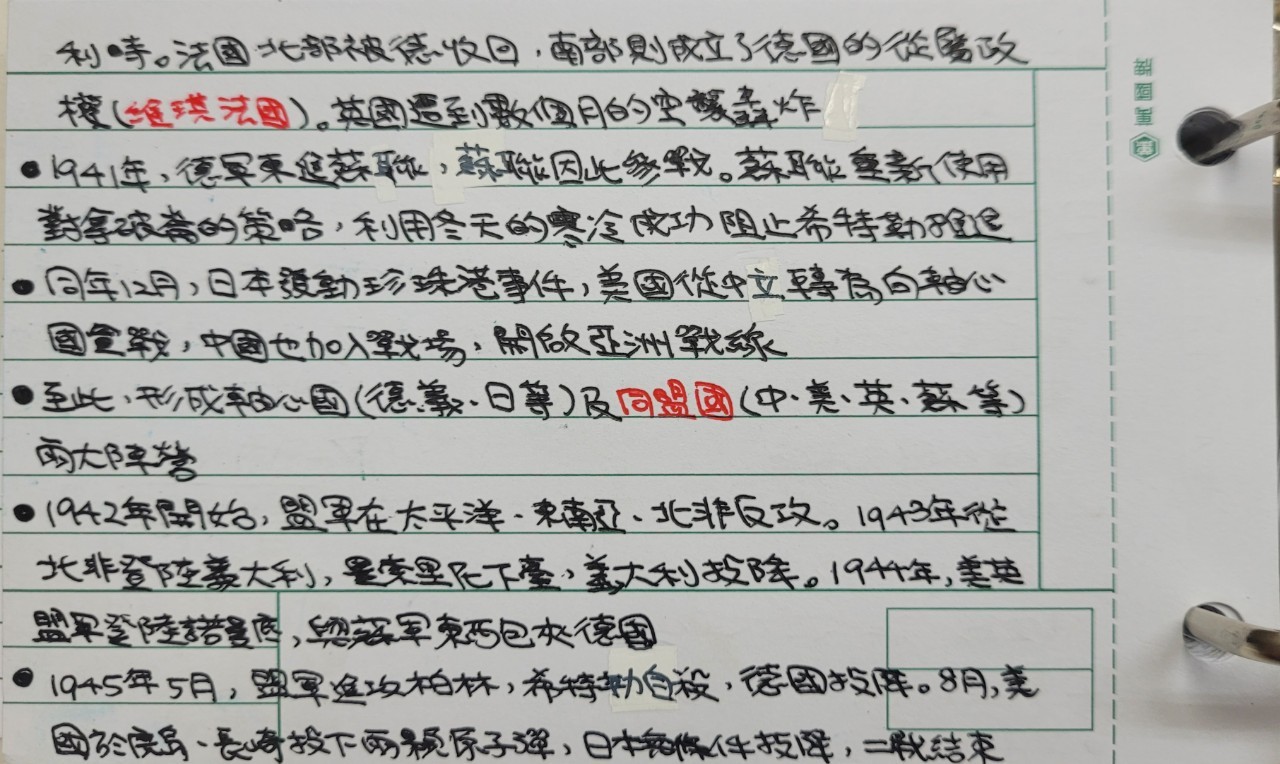 利時。法國北部被德收回，南部則成立了德國的從屬政
權(維琪法國)。英國遭到數個月的空襲轟炸
●1941年，德軍東進蘇聯，蘇聯因此參戰。蘇聯重新使用
對拿破崙的策略，利用冬天的寒冷成功阻止希特勒推進
●同年12月，日本發動珍珠港事件，美國從中立轉為向軸心
國宣戰，中國也加入戰場，開啟亞洲戰線
●至此，形成軸心國(德、義、日等)及同盟國(中、美、英、蘇等)
兩大陣營
●1942年開始，盟軍在太平洋、東南亞、北非反攻。1943年從
北非登陸義大利，墨索里尼下臺，義大利投降。1944年，美英
盟軍登陸諾曼底，與蘇軍東西包夾德國
●1945年5月，盟軍進攻柏林，希特勒自殺，德國投降。8月，美
國於廣島、長崎投下兩顆原子彈，日本無條件投降，二戰結束